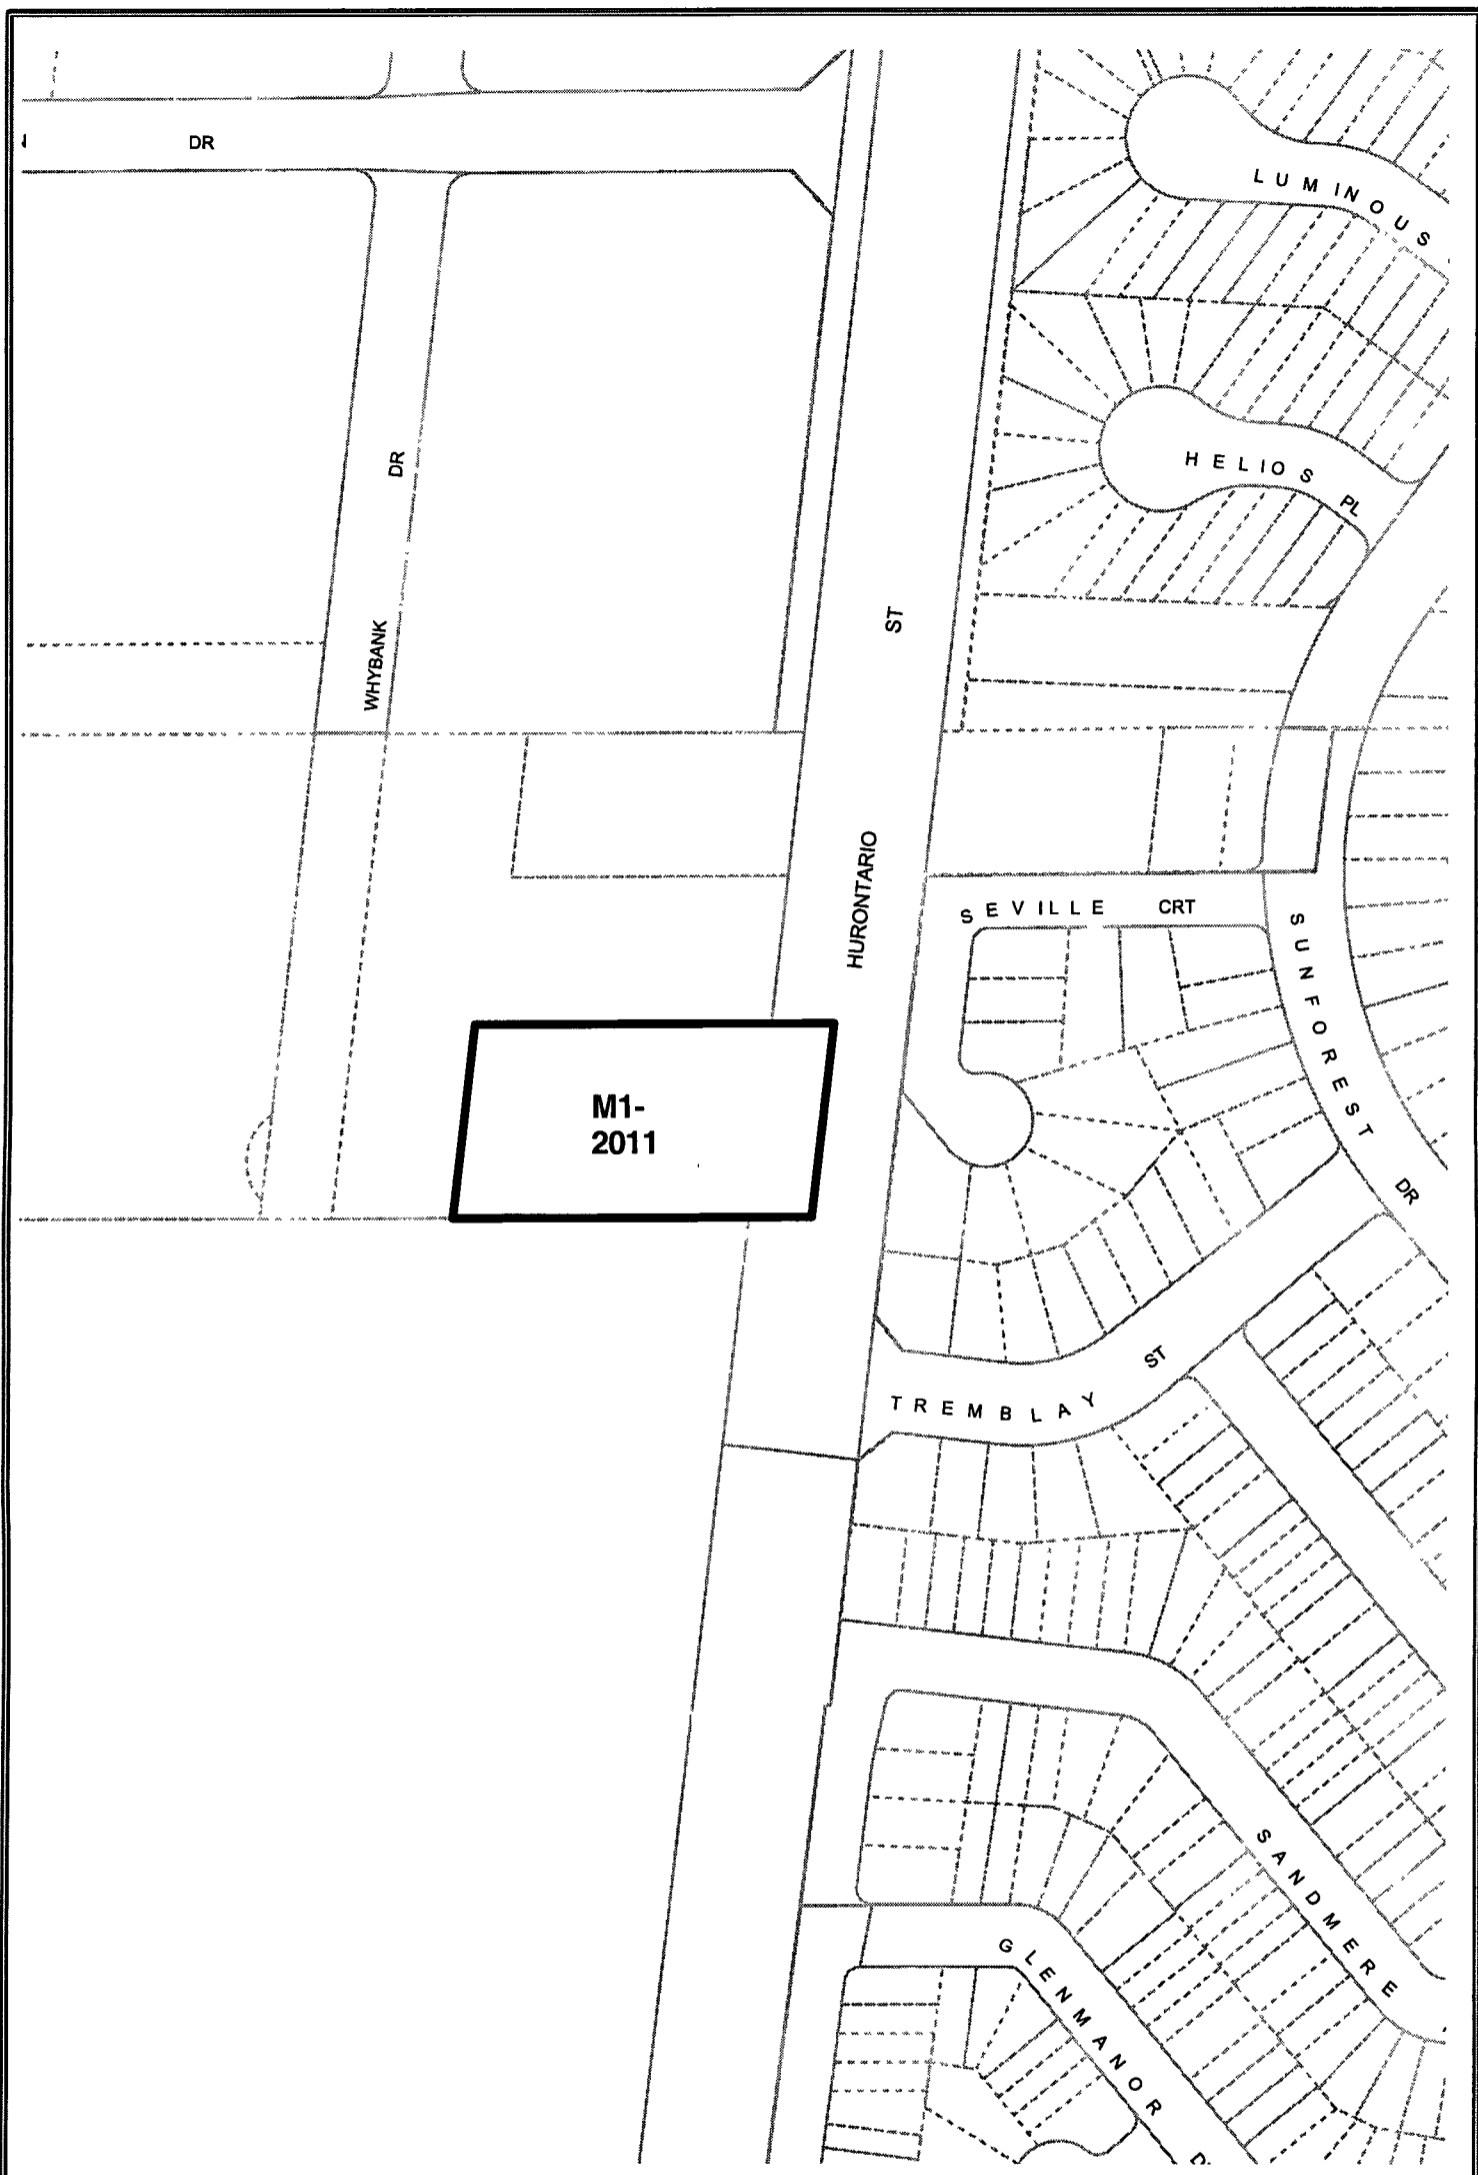 DR
LUMINOUS
HELIOS PL
DR
WHYBANK
ST
HURONTARIO
SEVILLE CRT
SUNFOREST DR
M1-
2011
TREMBLAY ST
SANDMERE
GLENMANOR